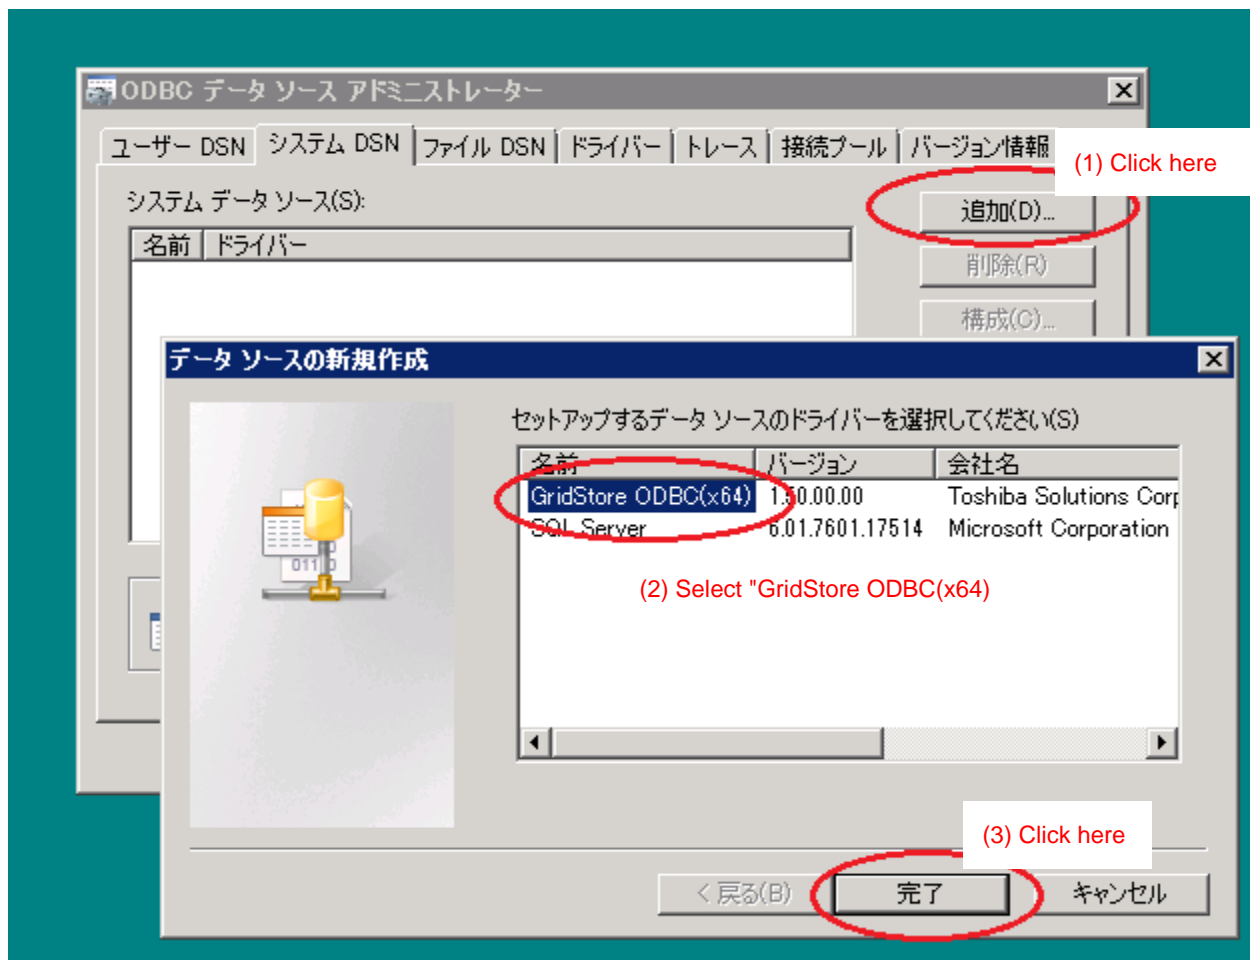 ODBC データ ソース アドミニストレーター
ユーザー DSN システム DSN ファイル DSN ドライバー トレース 接続プール バージョン情報
(1) Click here
システム データ ソース(S):
追加(D)...
名前 ドライバー
削除(R)
構成(C)...
データ ソースの新規作成
セットアップするデータ ソースのドライバーを選択してください(S)
名前 バージョン 会社名
GridStore ODBC(x64) 1.50.00.00 Toshiba Solutions Corp
SQL Server 6.01.7601.17514 Microsoft Corporation
(2) Select "GridStore ODBC(x64)
011
(3) Click here
< 戻る(B) 完了 キャンセル